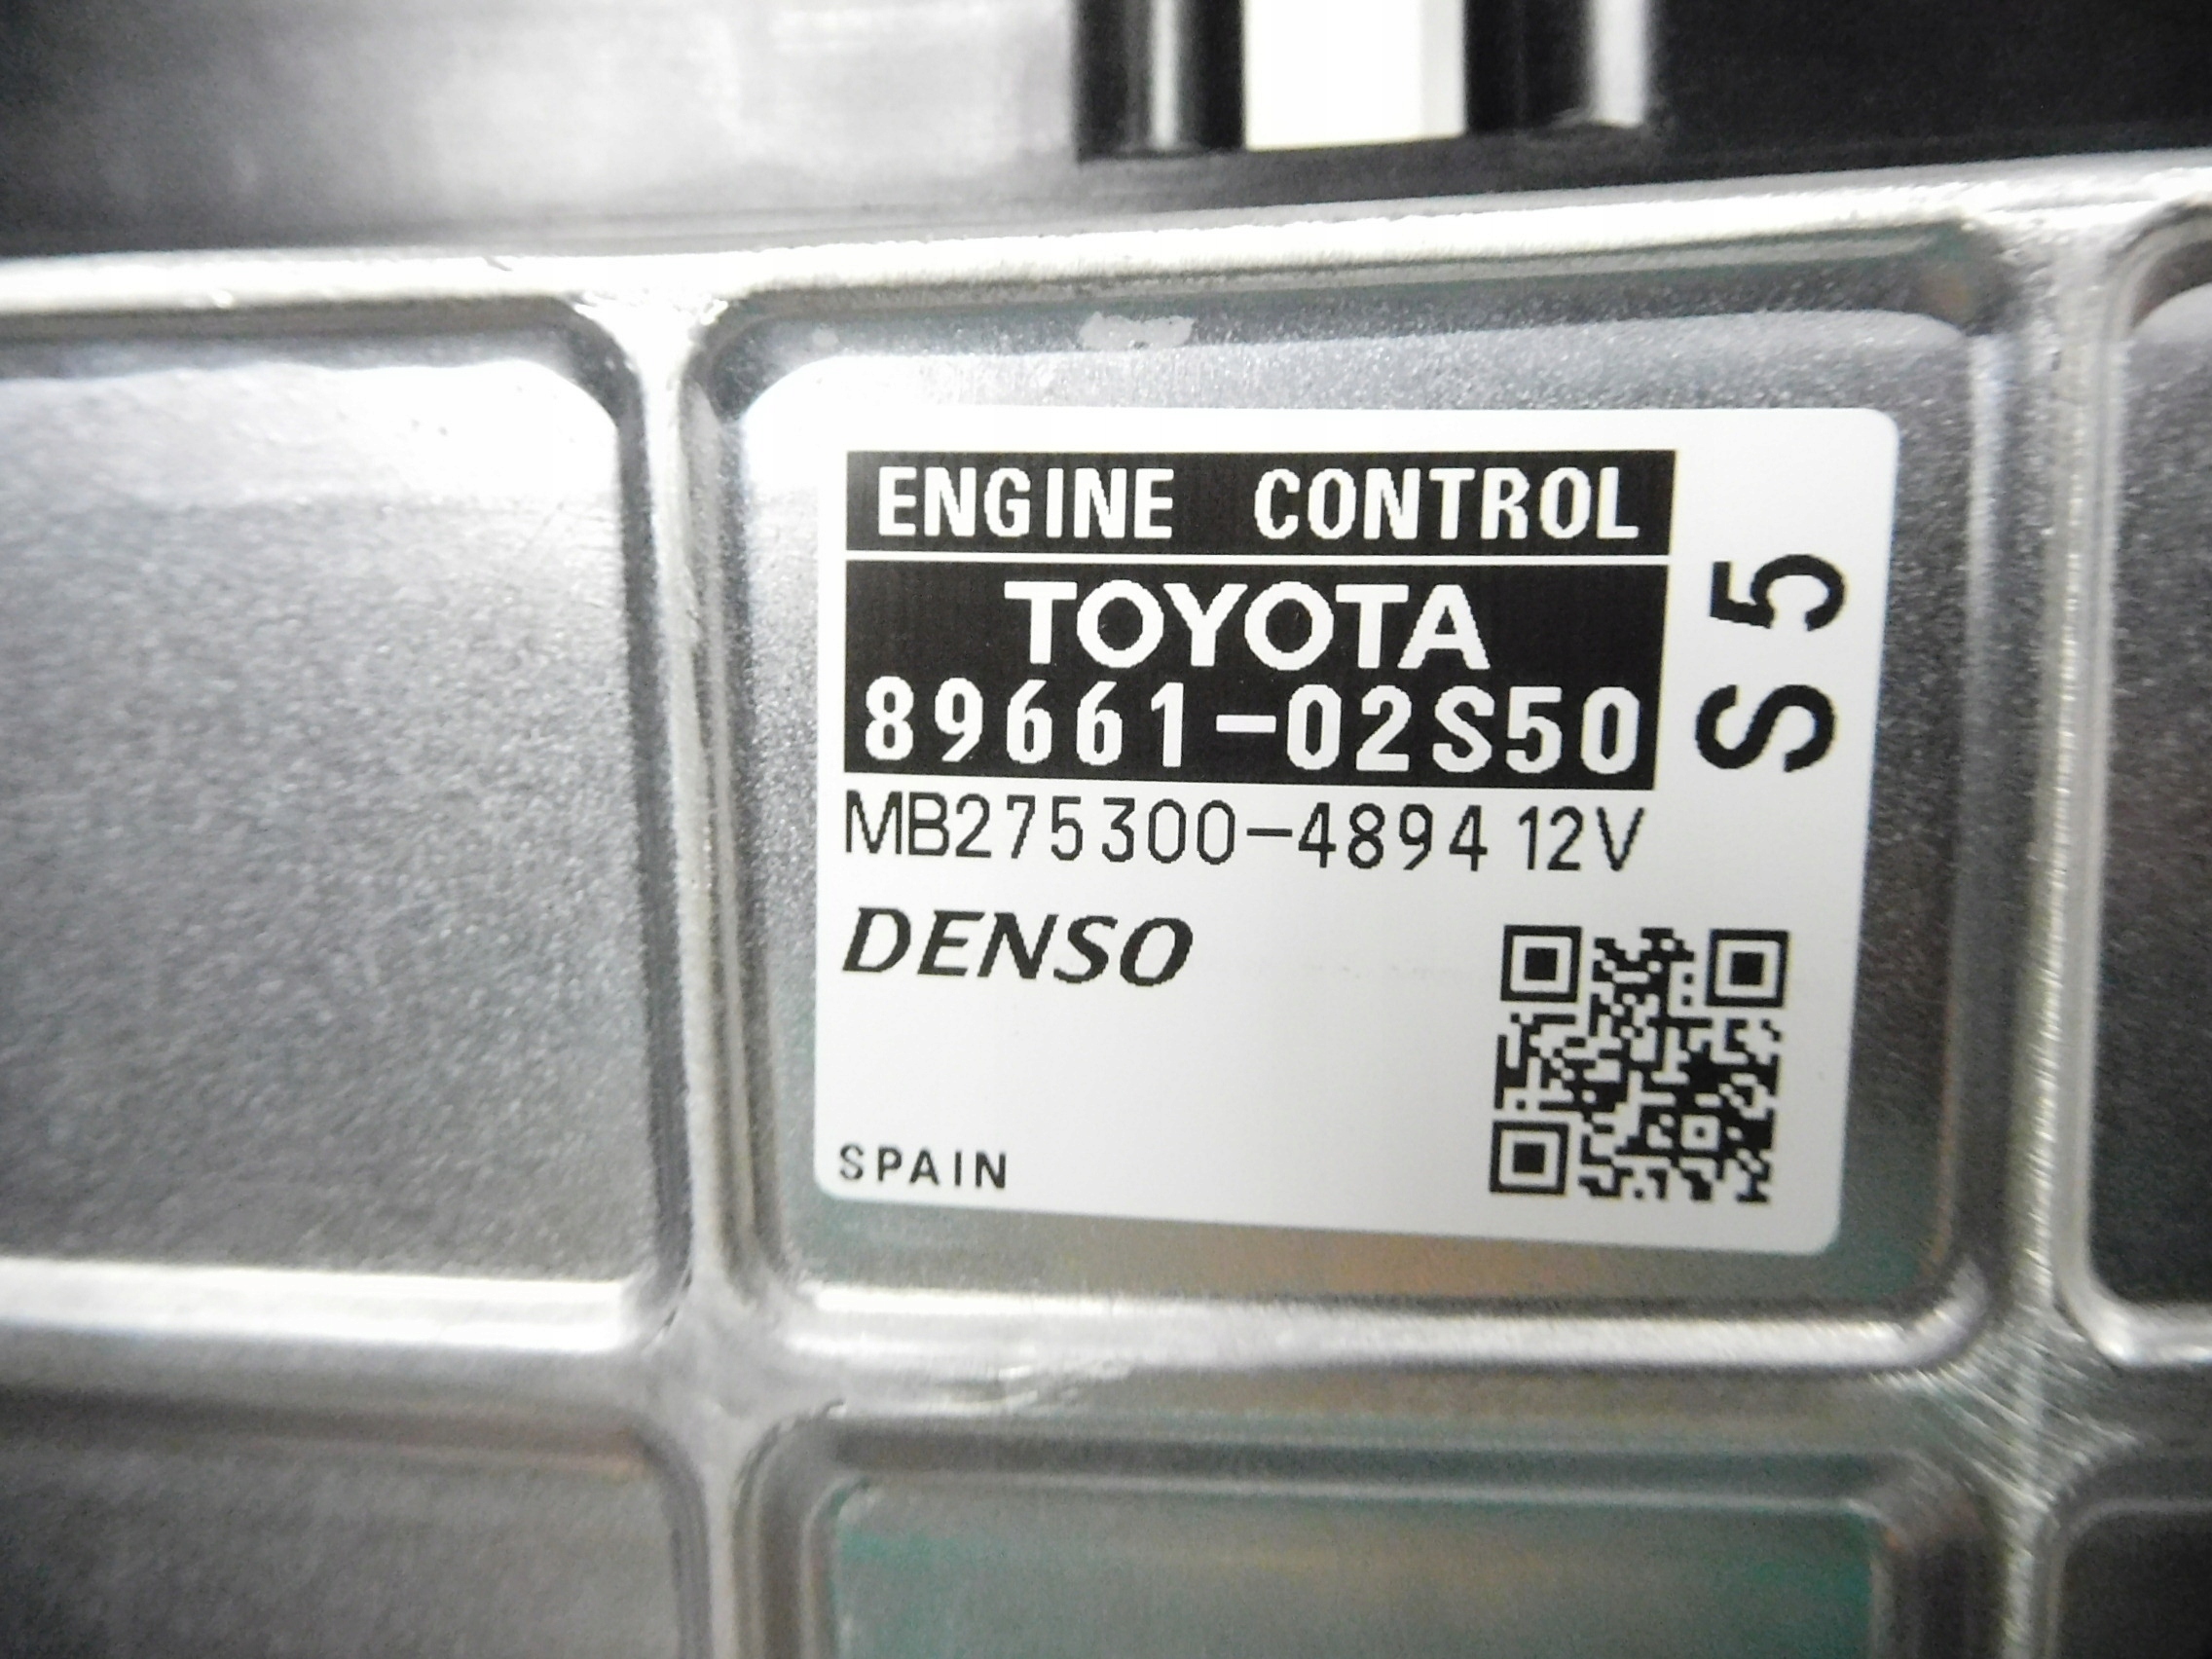 ENGINE CONTROL
TOYOTA
89661-02S50
MB275300-4894 12V
DENSO
SPAIN
S5